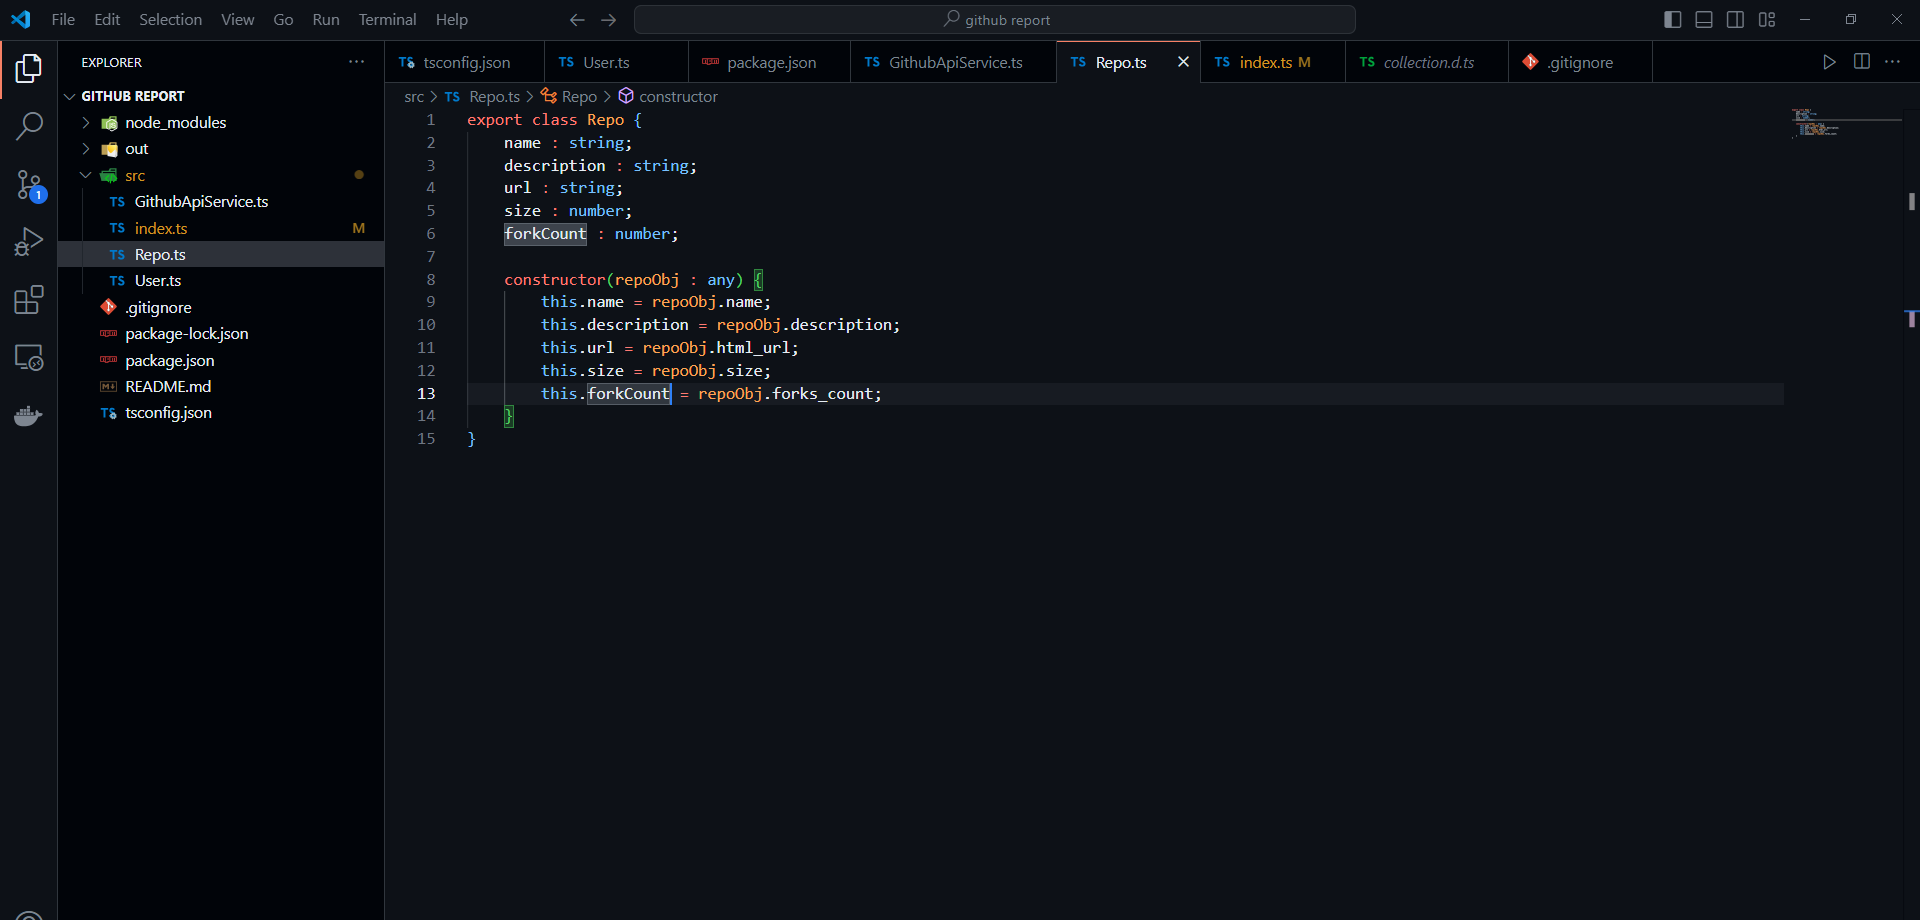 File Edit Selection View Go Run Terminal Help
github report
EXPLORER
GITHUB REPORT
node_modules
out
src
TS GithubApiService.ts
TS index.ts M
TS Repo.ts
TS User.ts
.gitignore
package-lock.json
package.json
README.md
TS tsconfig.json
1
TS tsconfig.json TS User.ts package.json TS GithubApiService.ts TS Repo.ts TS index.ts M TS collection.d.ts .gitignore
src > TS Repo.ts > Repo > constructor
1 export class Repo {
2 name : string;
3 description : string;
4 url : string;
5 size : number;
6 forkCount : number;
7
8 constructor(repoObj : any) {
9 this.name = repoObj.name;
10 this.description = repoObj.description;
11 this.url = repoObj.html_url;
12 this.size = repoObj.size;
13 this.forkCount = repoObj.forks_count;
14 }
15 }